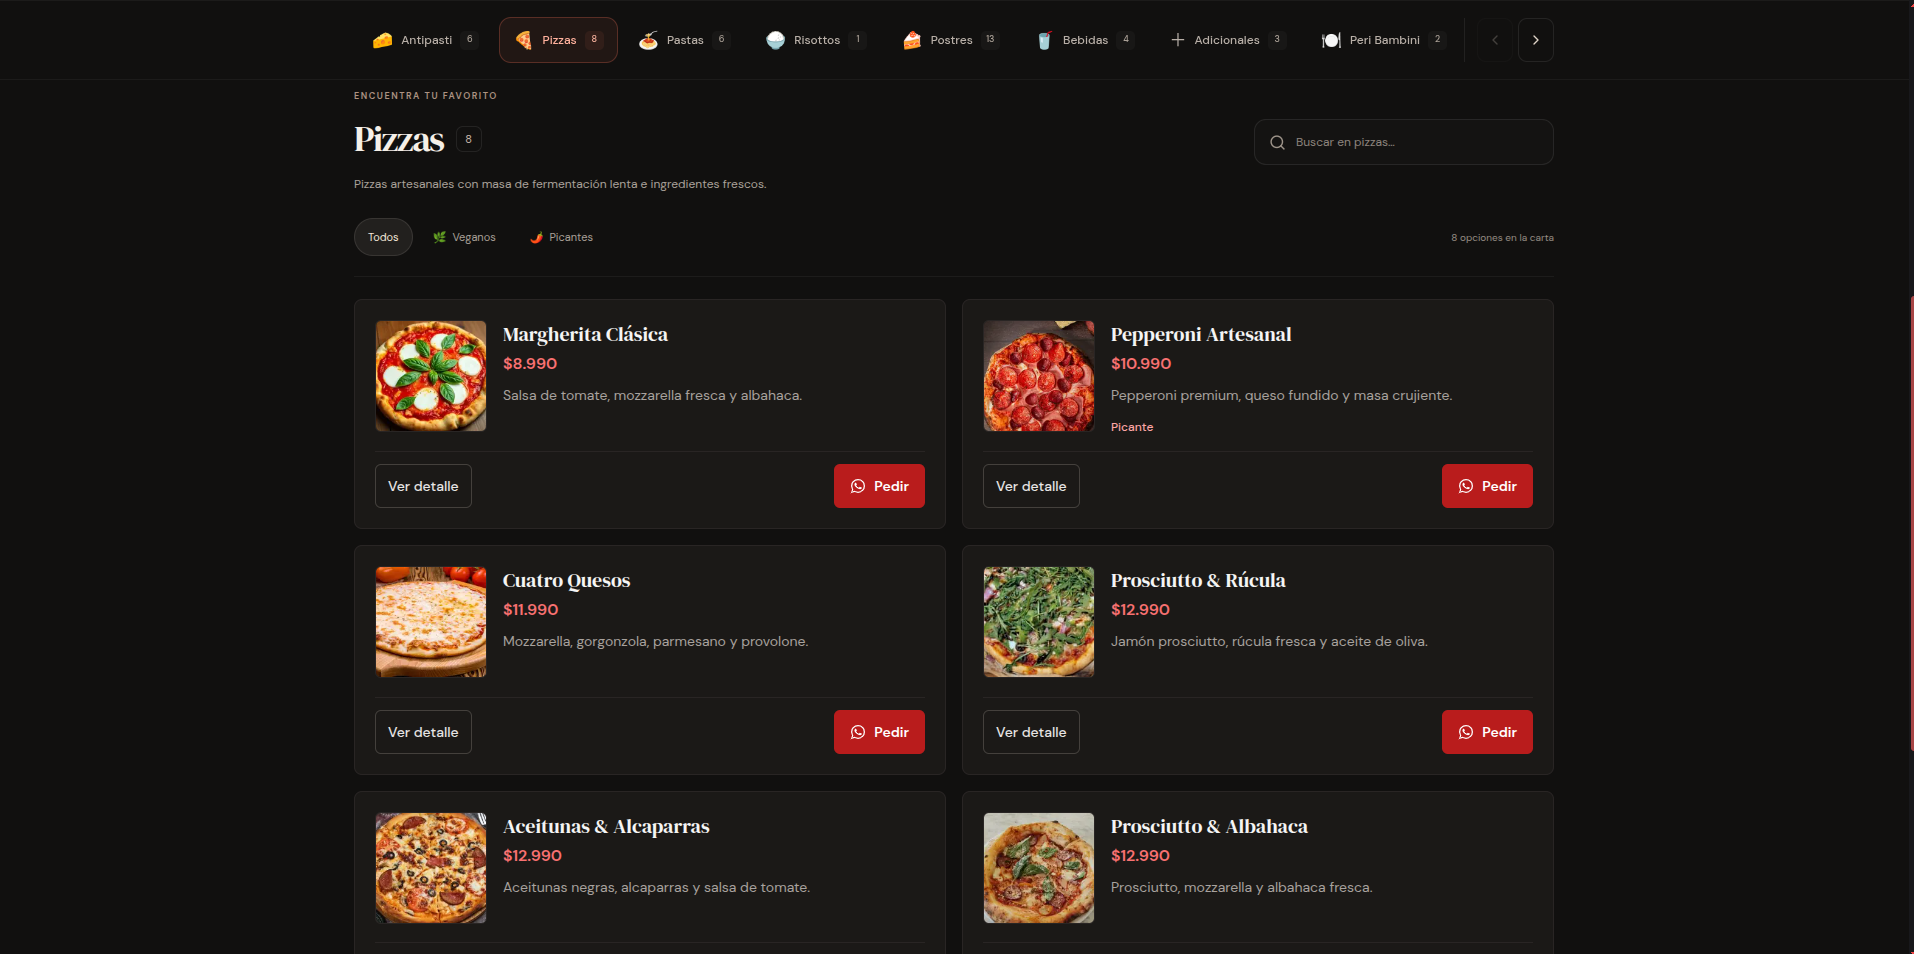 Antipasti 6 Pizzas 8 Pastas 6 Risottos 1 Postres 13 Bebidas 4 Adicionales 3 Peri Bambini 2
ENCUENTRA TU FAVORITO
Pizzas 8
Buscar en pizzas...
Pizzas artesanales con masa de fermentación lenta e ingredientes frescos.
Todos Veganos Picantes
8 opciones en la carta
Margherita Clásica
$8.990
Salsa de tomate, mozzarella fresca y albahaca.
Ver detalle Pedir
Pepperoni Artesanal
$10.990
Pepperoni premium, queso fundido y masa crujiente.
Picante
Ver detalle Pedir
Cuatro Quesos
$11.990
Mozzarella, gorgonzola, parmesano y provolone.
Ver detalle Pedir
Prosciutto & Rúcula
$12.990
Jamón prosciutto, rúcula fresca y aceite de oliva.
Ver detalle Pedir
Aceitunas & Alcaparras
$12.990
Aceitunas negras, alcaparras y salsa de tomate.
Prosciutto & Albahaca
$12.990
Prosciutto, mozzarella y albahaca fresca.